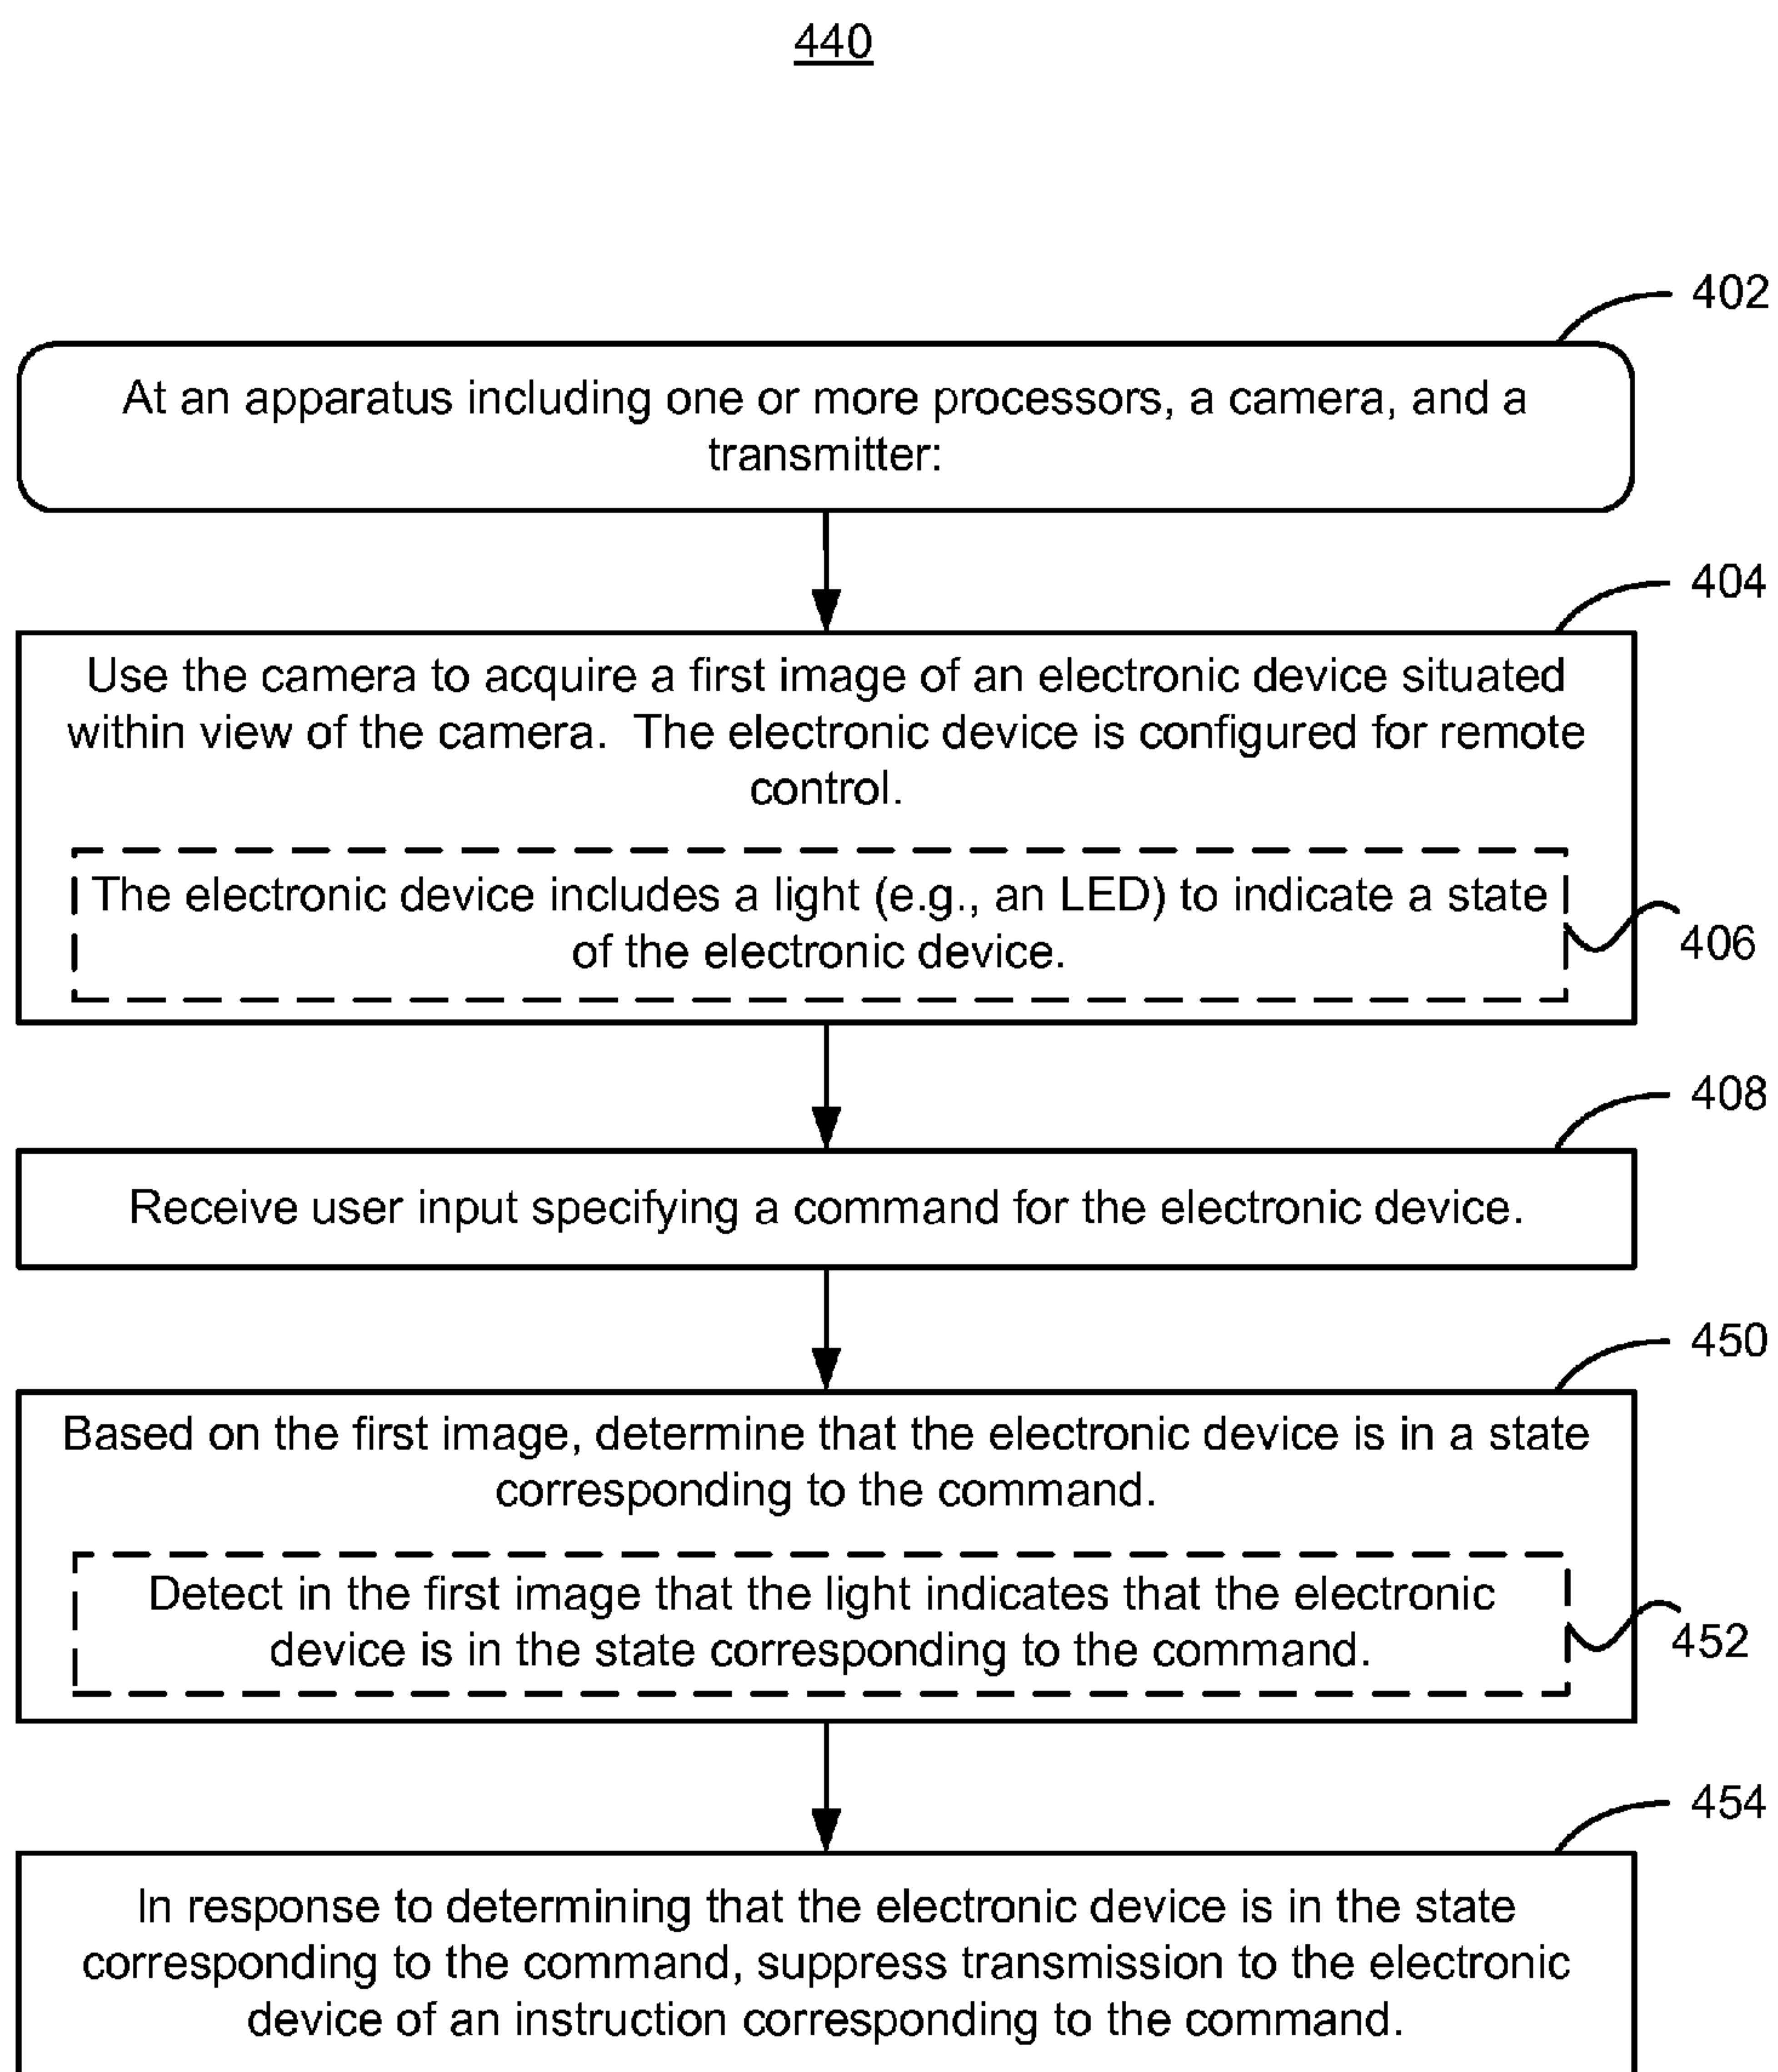 440
402
At an apparatus including one or more processors, a camera, and a
transmitter:
404
Use the camera to acquire a first image of an electronic device situated
within view of the camera.  The electronic device is configured for remote
control.
The electronic device includes a light (e.g., an LED) to indicate a state
of the electronic device.
406
408
Receive user input specifying a command for the electronic device.
450
Based on the first image, determine that the electronic device is in a state
corresponding to the command.
Detect in the first image that the light indicates that the electronic
device is in the state corresponding to the command.
452
454
In response to determining that the electronic device is in the state
corresponding to the command, suppress transmission to the electronic
device of an instruction corresponding to the command.